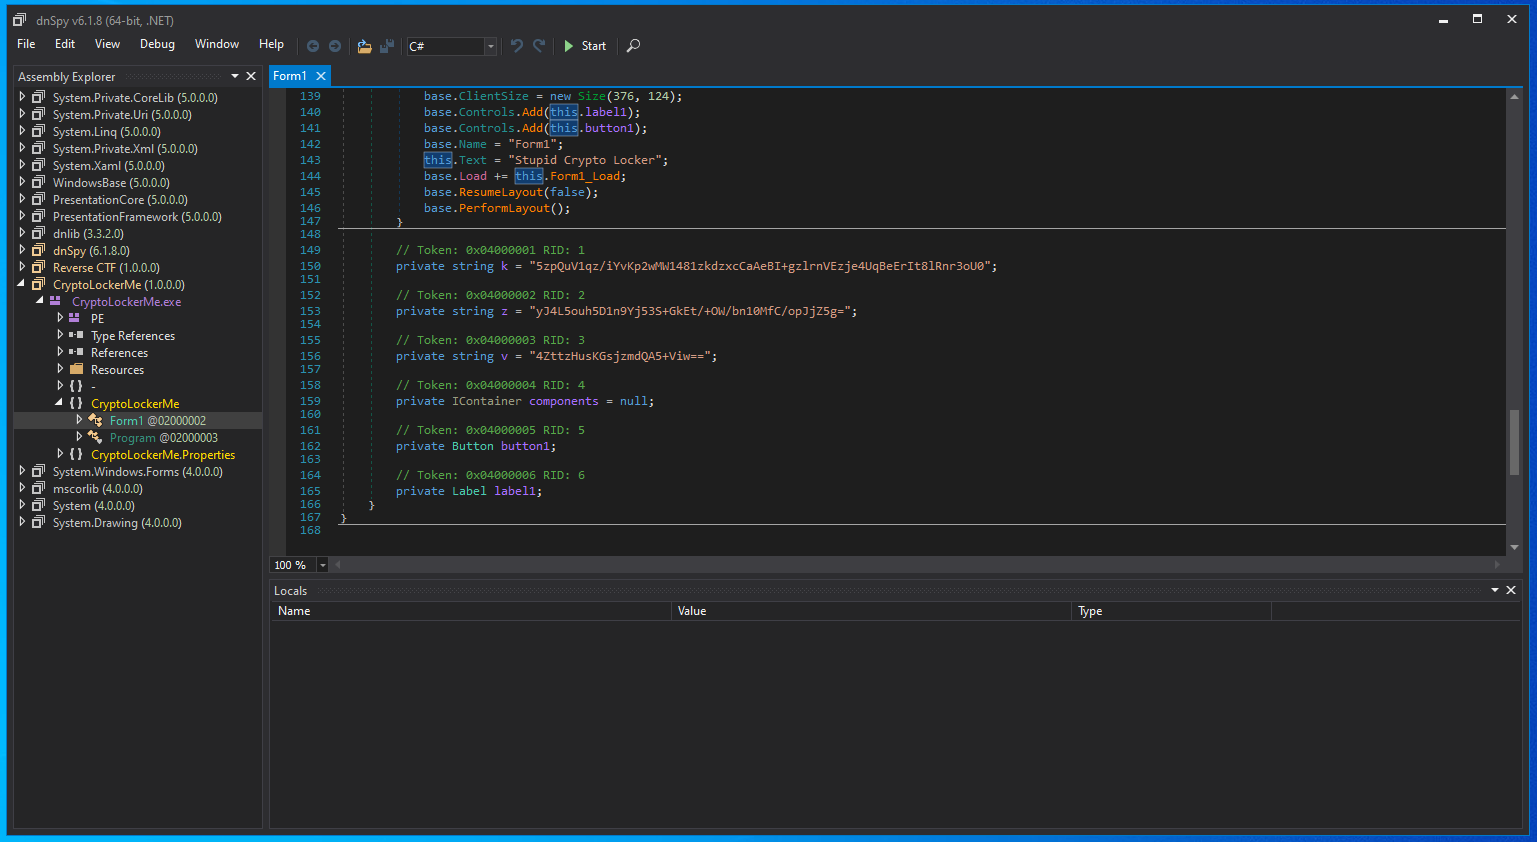 dnSpy v6.1.8 (64-bit, .NET)
File Edit View Debug Window Help C# Start
Assembly Explorer
System.Private.CoreLib (5.0.0.0)
System.Private.Uri (5.0.0.0)
System.Linq (5.0.0.0)
System.Private.Xml (5.0.0.0)
System.Xaml (5.0.0.0)
WindowsBase (5.0.0.0)
PresentationCore (5.0.0.0)
PresentationFramework (5.0.0.0)
dnlib (3.3.2.0)
dnSpy (6.1.8.0)
Reverse CTF (1.0.0.0)
CryptoLockerMe (1.0.0.0)
CryptoLockerMe.exe
PE
Type References
References
Resources
{ } -
{ } CryptoLockerMe
Form1 @02000002
Program @02000003
{ } CryptoLockerMe.Properties
System.Windows.Forms (4.0.0.0)
mscorlib (4.0.0.0)
System (4.0.0.0)
System.Drawing (4.0.0.0)
Form1
139 base.ClientSize = new Size(376, 124);
140 base.Controls.Add(this.label1);
141 base.Controls.Add(this.button1);
142 base.Name = "Form1";
143 this.Text = "Stupid Crypto Locker";
144 base.Load += this.Form1_Load;
145 base.ResumeLayout(false);
146 base.PerformLayout();
147 }
148
149 // Token: 0x04000001 RID: 1
150 private string k = "5zpQuV1qz/iYvKp2wMW1481zkdzxcCaAeBI+gzlrnVEzje4UqBeErIt8lRnr3oU0";
151
152 // Token: 0x04000002 RID: 2
153 private string z = "yJ4L5ouh5D1n9Yj53S+GkEt/+OW/bn10MfC/opJjZ5g=";
154
155 // Token: 0x04000003 RID: 3
156 private string v = "4ZttzHusKGsjzmdQA5+Viw==";
157
158 // Token: 0x04000004 RID: 4
159 private IContainer components = null;
160
161 // Token: 0x04000005 RID: 5
162 private Button button1;
163
164 // Token: 0x04000006 RID: 6
165 private Label label1;
166 }
167 }
168
100 %
Locals
Name Value Type